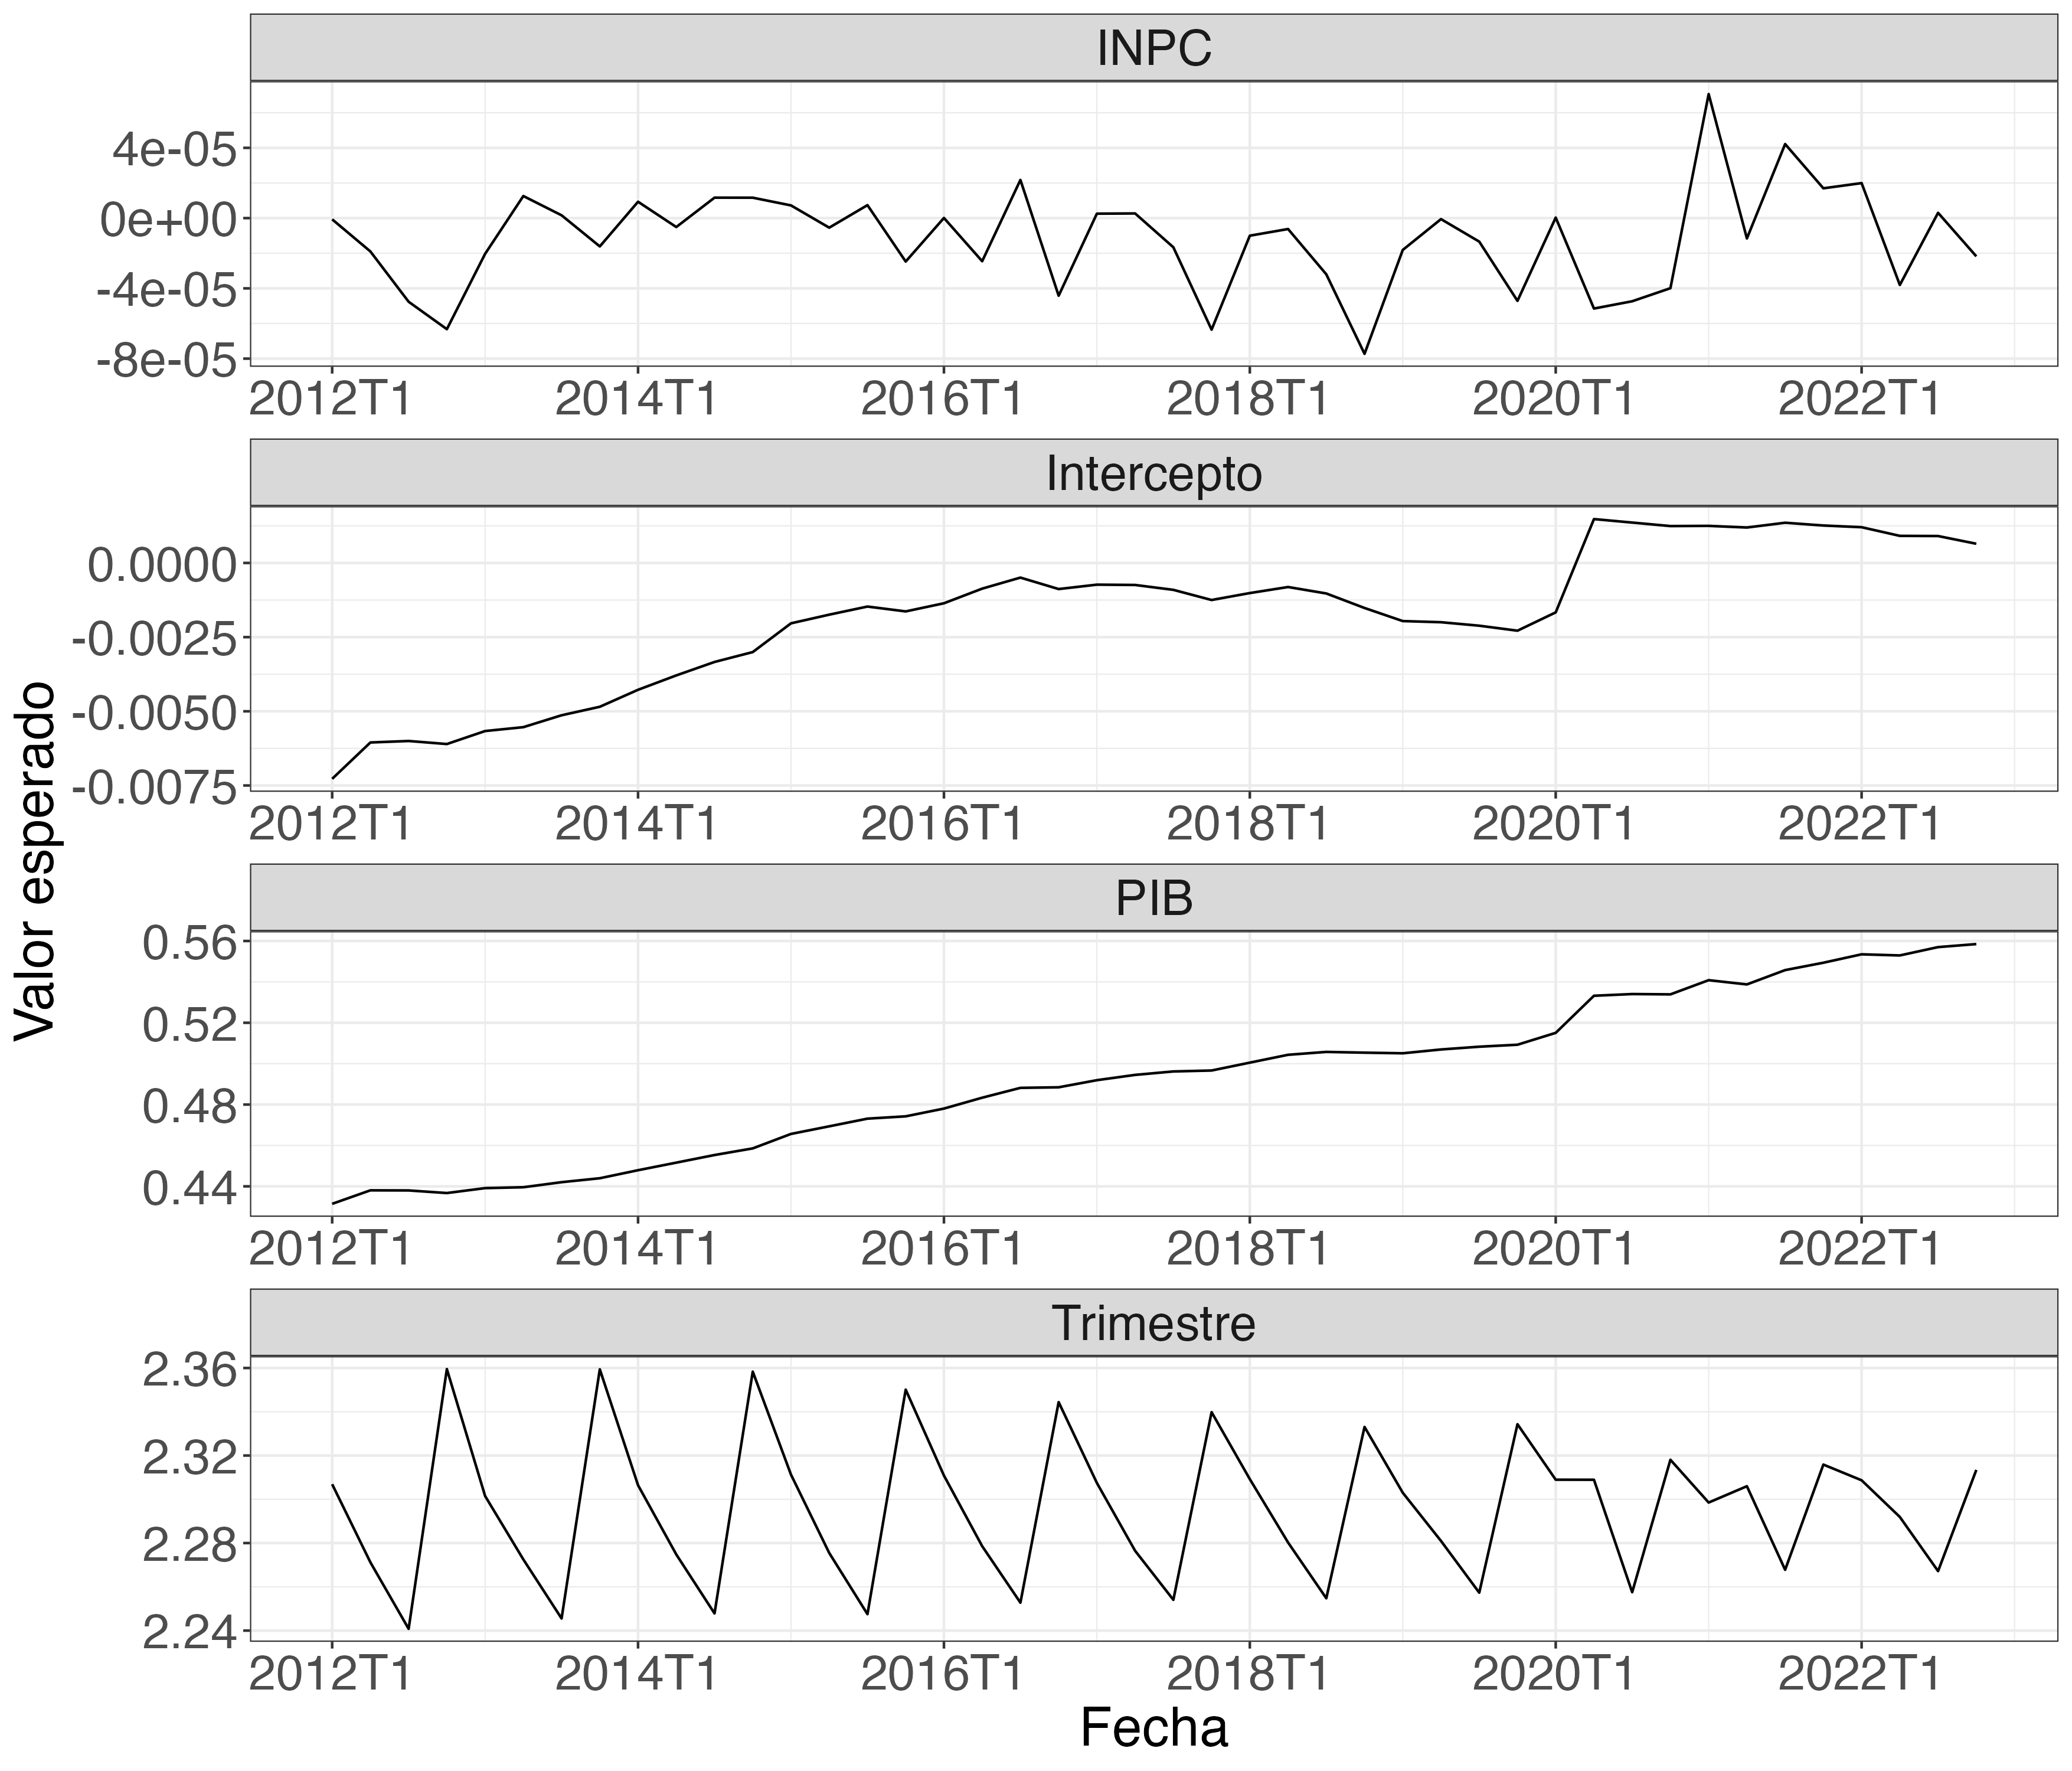 INPC
4e-05
0e+00
-4e-05
-8e-05
2012T1 2014T1 2016T1 2018T1 2020T1 2022T1
Intercepto
0.0000
-0.0025
-0.0050
-0.0075
2012T1 2014T1 2016T1 2018T1 2020T1 2022T1
Valor esperado
PIB
0.56
0.52
0.48
0.44
2012T1 2014T1 2016T1 2018T1 2020T1 2022T1
Trimestre
2.36
2.32
2.28
2.24
2012T1 2014T1 2016T1 2018T1 2020T1 2022T1
Fecha